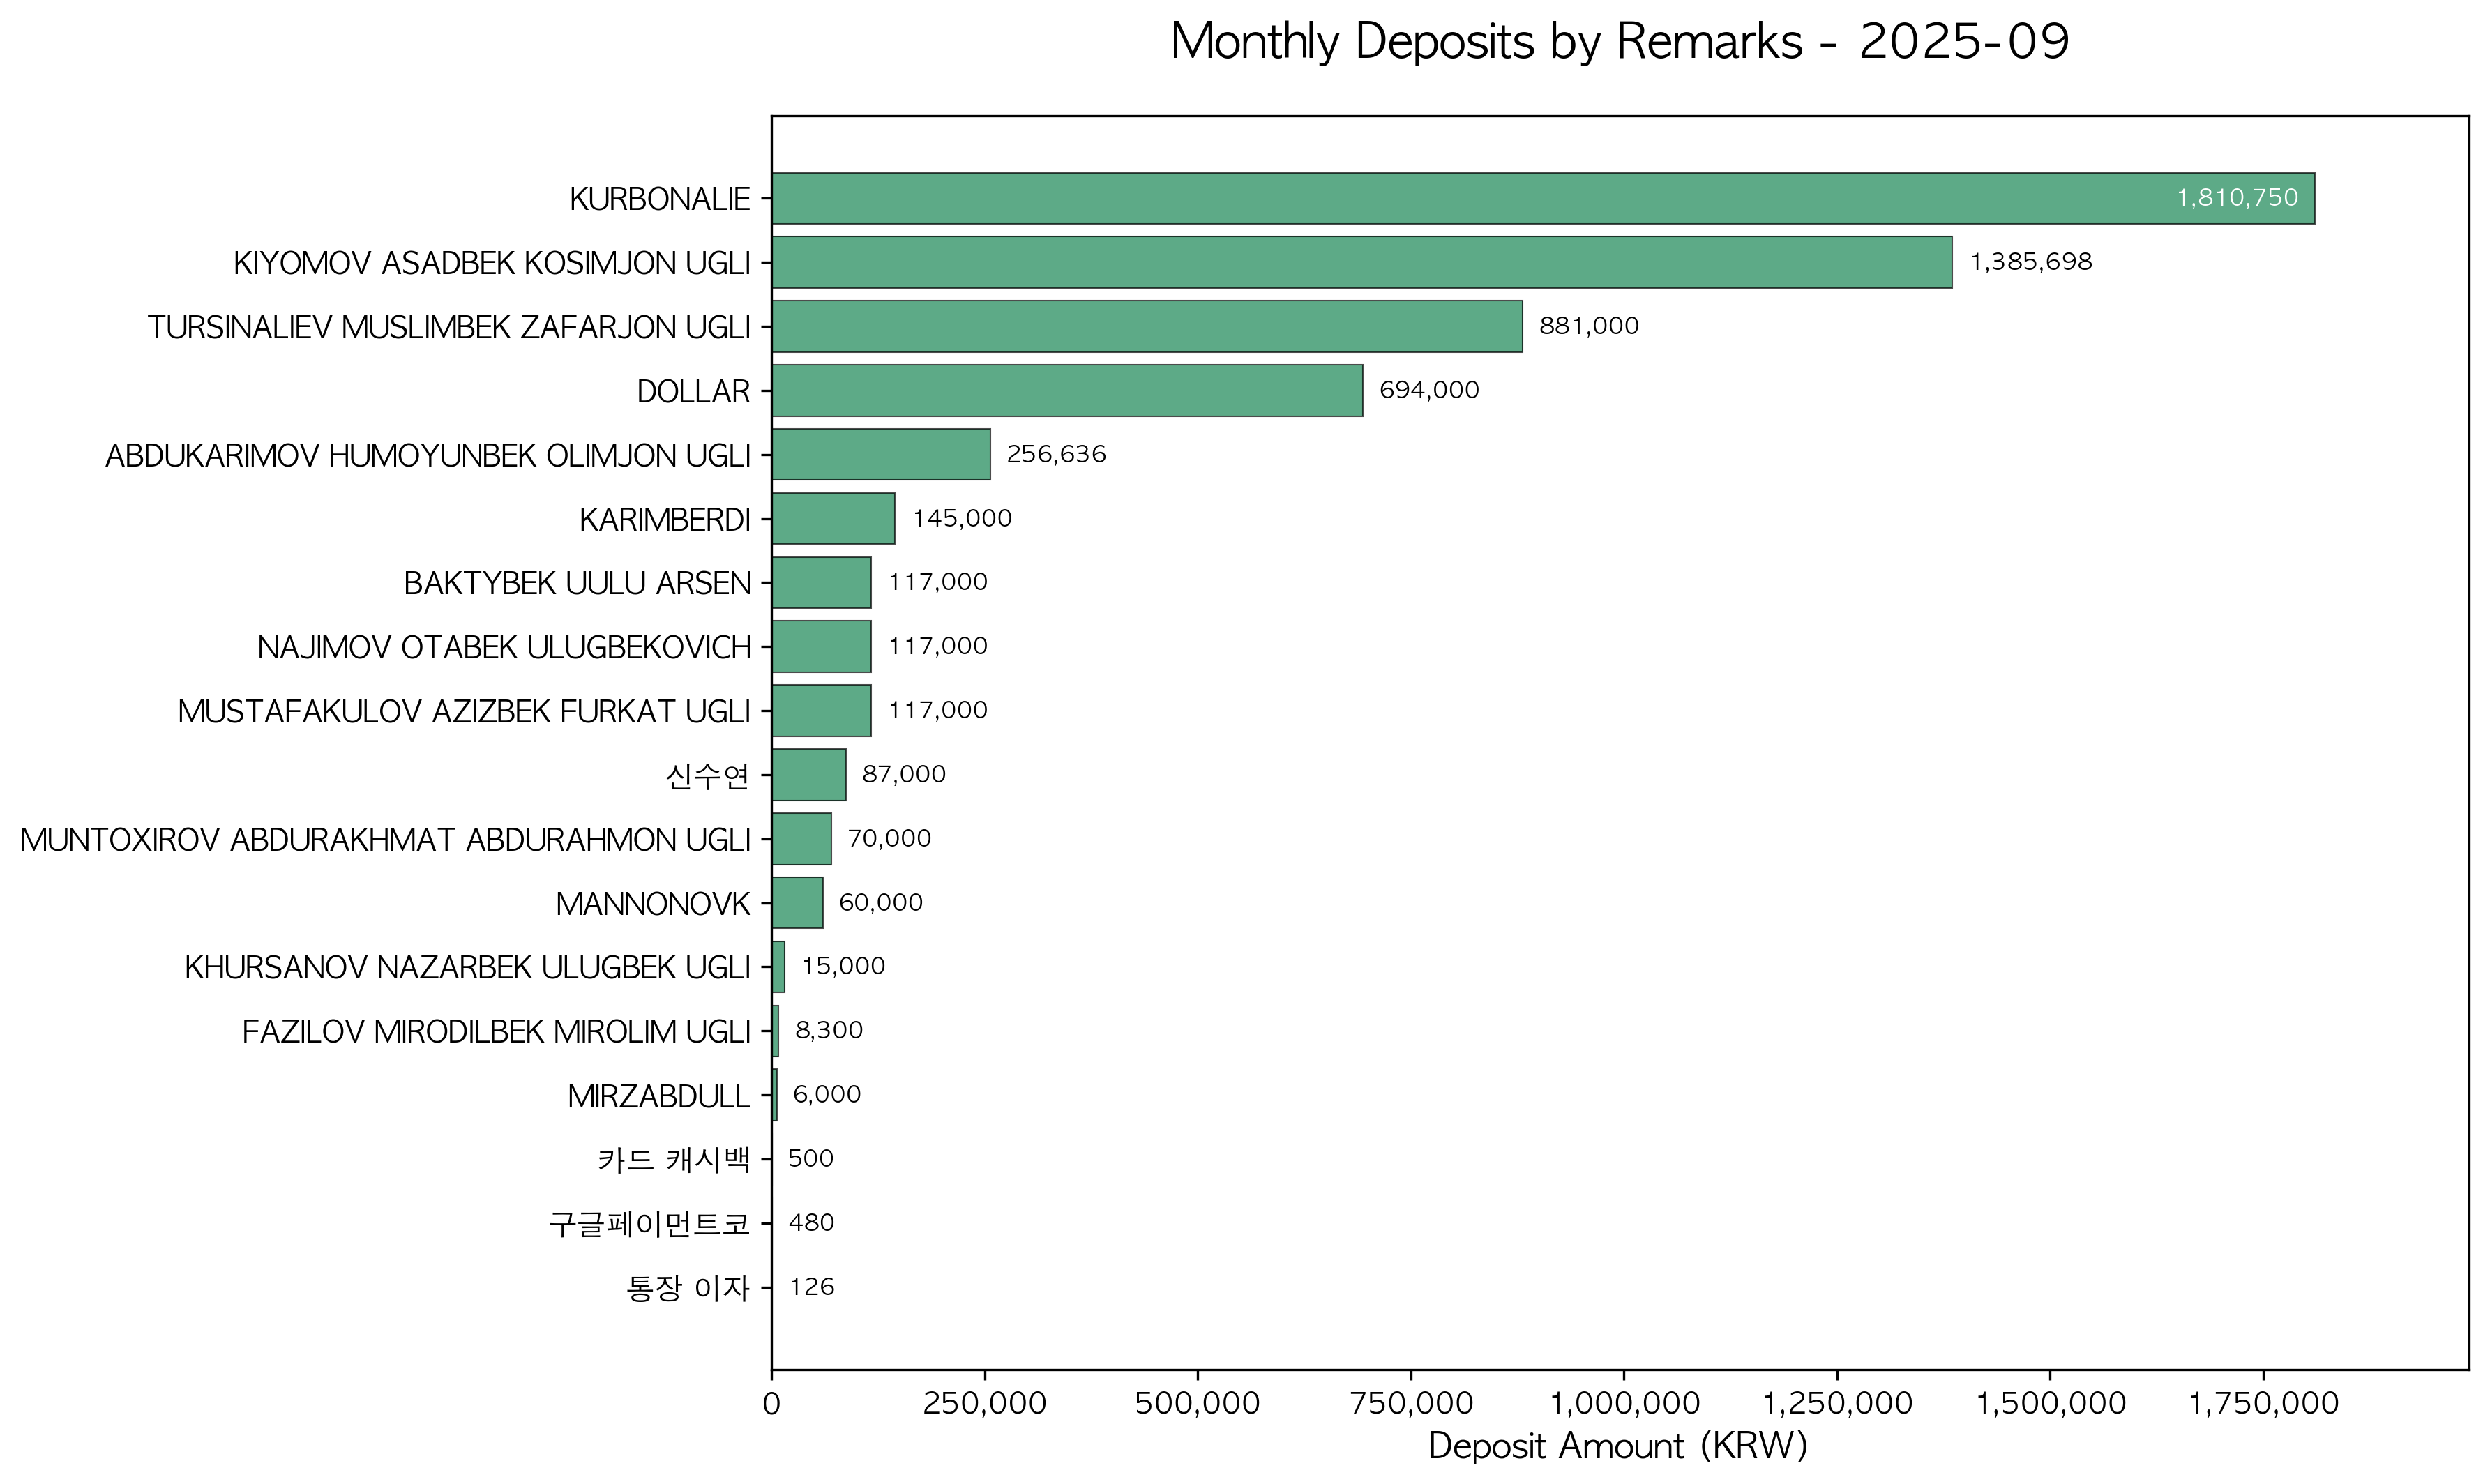 Monthly Deposits by Remarks - 2025-09
KURBONALIE 1,810,750
KIYOMOV ASADBEK KOSIMJON UGLI 1,385,698
TURSINALIEV MUSLIMBEK ZAFARJON UGLI 881,000
DOLLAR 694,000
ABDUKARIMOV HUMOYUNBEK OLIMJON UGLI 256,636
KARIMBERDI 145,000
BAKTYBEK UULU ARSEN 117,000
NAJIMOV OTABEK ULUGBEKOVICH 117,000
MUSTAFAKULOV AZIZBEK FURKAT UGLI 117,000
신수연 87,000
MUNTOXIROV ABDURAKHMAT ABDURAHMON UGLI 70,000
MANNONOVK 60,000
KHURSANOV NAZARBEK ULUGBEK UGLI 15,000
FAZILOV MIRODILBEK MIROLIM UGLI 8,300
MIRZABDULL 6,000
카드 캐시백 500
구글페이먼트코 480
통장 이자 126
0 250,000 500,000 750,000 1,000,000 1,250,000 1,500,000 1,750,000
Deposit Amount (KRW)